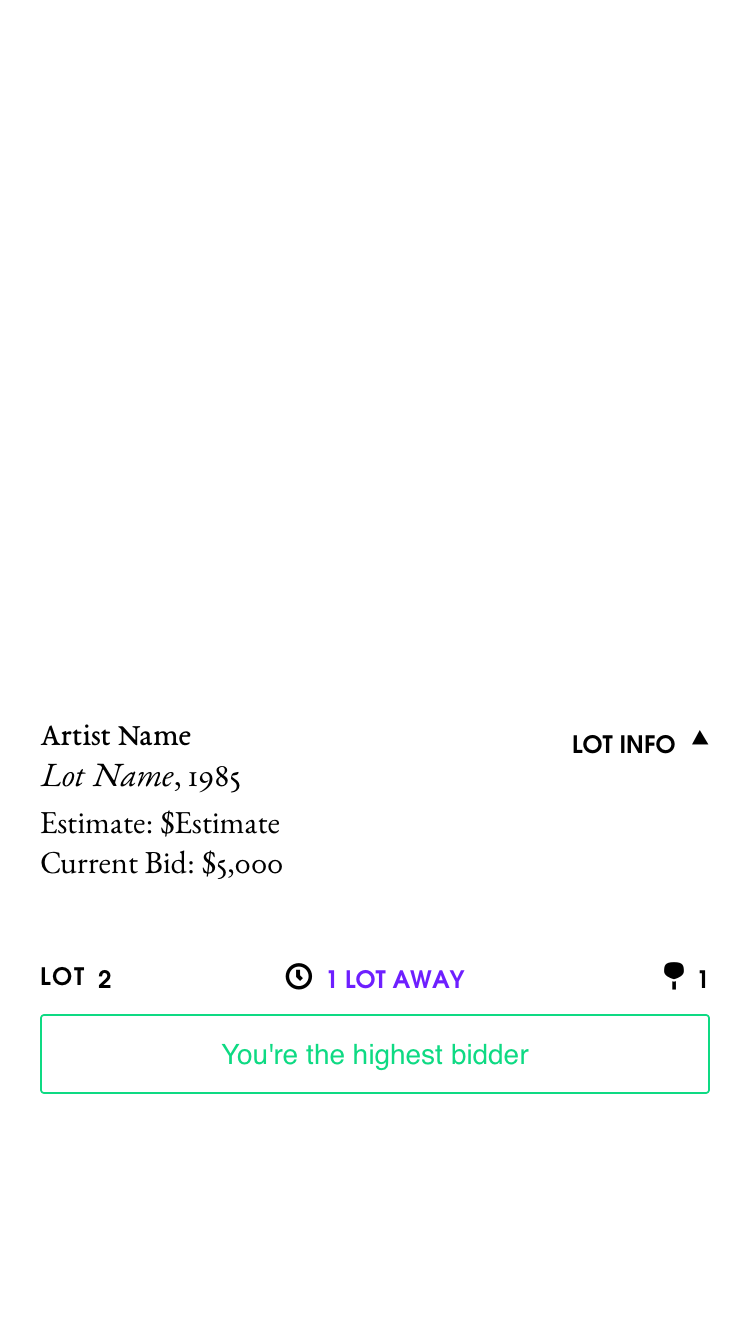 Artist Name
LOT INFO
Lot Name, 1985
Estimate: $Estimate
Current Bid: $5,000
LOT 2
1 LOT AWAY
1
You're the highest bidder